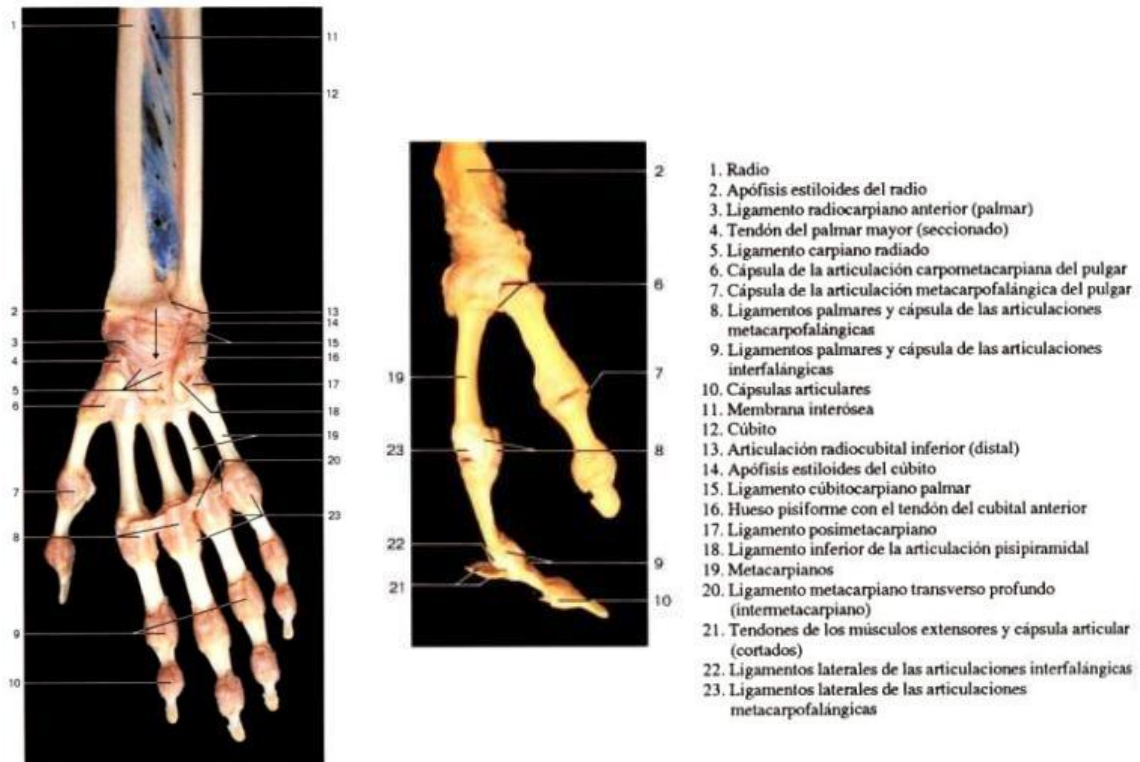 1
2
3
4
5
6
7
8
9
10
11
12
13
14
15
16
17
18
19
20
23
2
6
7
19
23
8
22
21
9
10
1. Radio
2. Apófisis estiloides del radio
3. Ligamento radiocarpiano anterior (palmar)
4. Tendón del palmar mayor (seccionado)
5. Ligamento carpiano radiado
6. Cápsula de la articulación carpometacarpiana del pulgar
7. Cápsula de la articulación metacarpofalángica del pulgar
8. Ligamentos palmares y cápsula de las articulaciones
metacarpofalángicas
9. Ligamentos palmares y cápsula de las articulaciones
interfalángicas
10. Cápsulas articulares
11. Membrana interósea
12. Cúbito
13. Articulación radiocubital inferior (distal)
14. Apófisis estiloides del cúbito
15. Ligamento cúbitocarpiano palmar
16. Hueso pisiforme con el tendón del cubital anterior
17. Ligamento posimetacarpiano
18. Ligamento inferior de la articulación pisipiramidal
19. Metacarpianos
20. Ligamento metacarpiano transverso profundo
(intermetacarpiano)
21. Tendones de los músculos extensores y cápsula articular
(cortados)
22. Ligamentos laterales de las articulaciones interfalángicas
23. Ligamentos laterales de las articulaciones
metacarpofalángicas